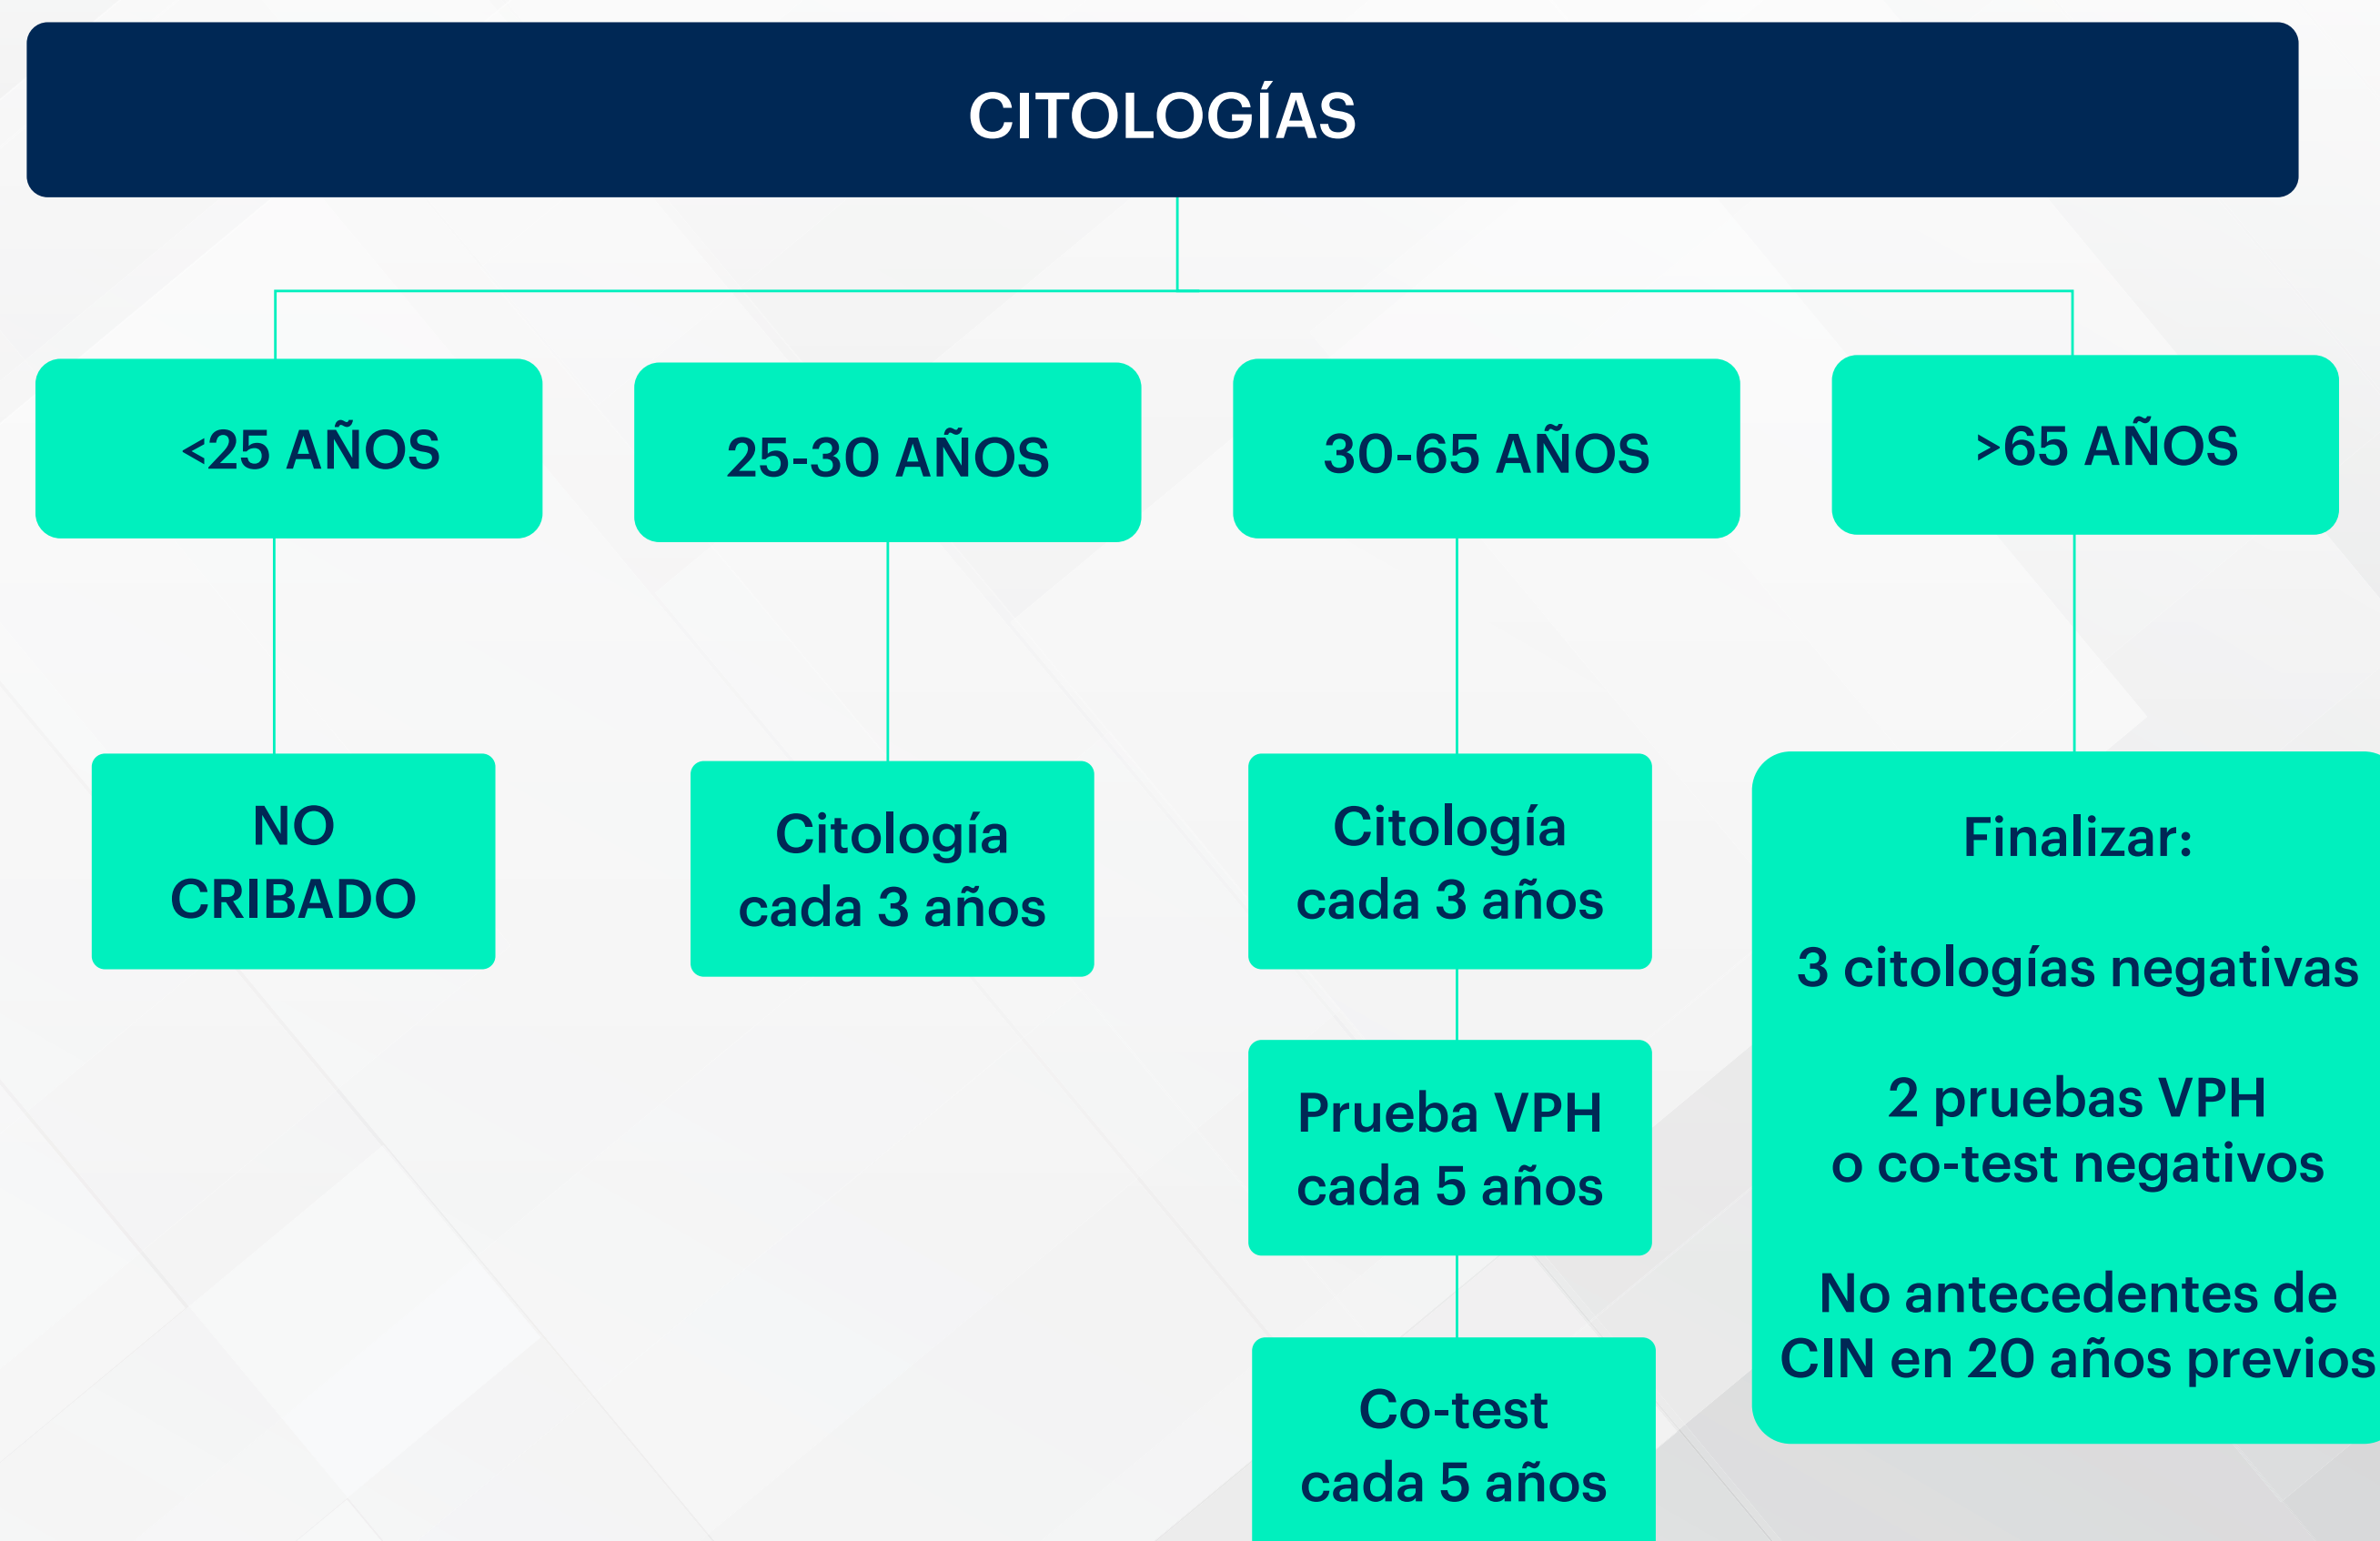 CITOLOGÍAS
<25 AÑOS
25-30 AÑOS
30-65 AÑOS
>65 AÑOS
NO
CRIBADO
Citología
cada 3 años
Citología
cada 3 años
Prueba VPH
cada 5 años
Co-test
cada 5 años
Finalizar:
3 citologías negativas
2 pruebas VPH
o co-test negativos
No antecedentes de
CIN en 20 años previos